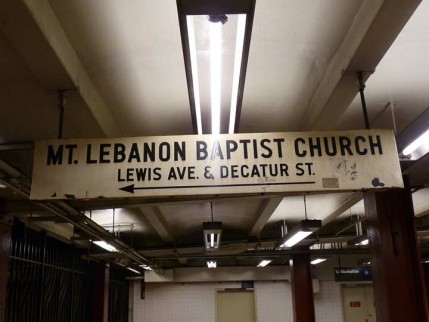 MT. LEBANON BAPTIST CHURCH
LEWIS AVE. & DECATUR ST.